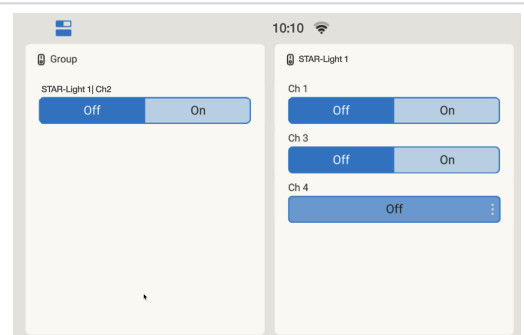 10:10
Group
STAR-Light 1| Ch2
Off On
STAR-Light 1
Ch 1
Off On
Ch 3
Off On
Ch 4
Off